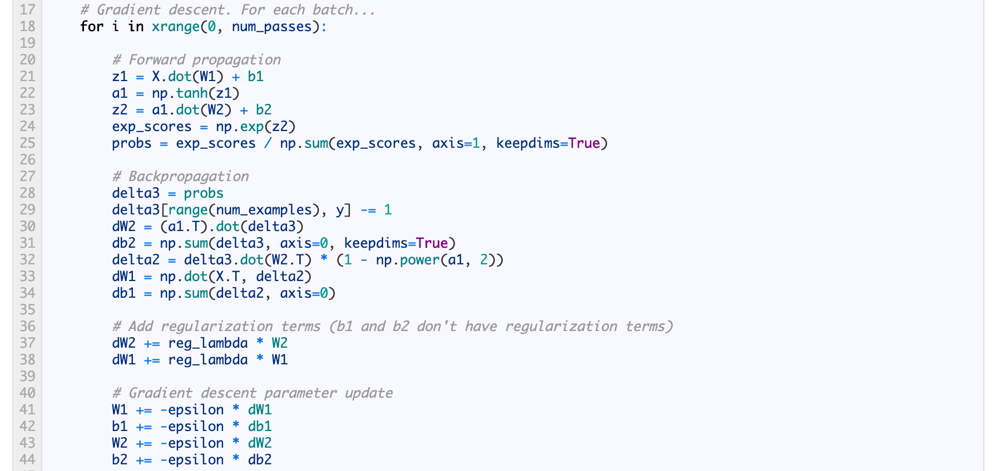 17 # Gradient descent. For each batch...
18 for i in xrange(0, num_passes):
19
20 # Forward propagation
21 z1 = X.dot(W1) + b1
22 a1 = np.tanh(z1)
23 z2 = a1.dot(W2) + b2
24 exp_scores = np.exp(z2)
25 probs = exp_scores / np.sum(exp_scores, axis=1, keepdims=True)
26
27 # Backpropagation
28 delta3 = probs
29 delta3[range(num_examples), y] -= 1
30 dW2 = (a1.T).dot(delta3)
31 db2 = np.sum(delta3, axis=0, keepdims=True)
32 delta2 = delta3.dot(W2.T) * (1 - np.power(a1, 2))
33 dW1 = np.dot(X.T, delta2)
34 db1 = np.sum(delta2, axis=0)
35
36 # Add regularization terms (b1 and b2 don't have regularization terms)
37 dW2 += reg_lambda * W2
38 dW1 += reg_lambda * W1
39
40 # Gradient descent parameter update
41 W1 += -epsilon * dW1
42 b1 += -epsilon * db1
43 W2 += -epsilon * dW2
44 b2 += -epsilon * db2